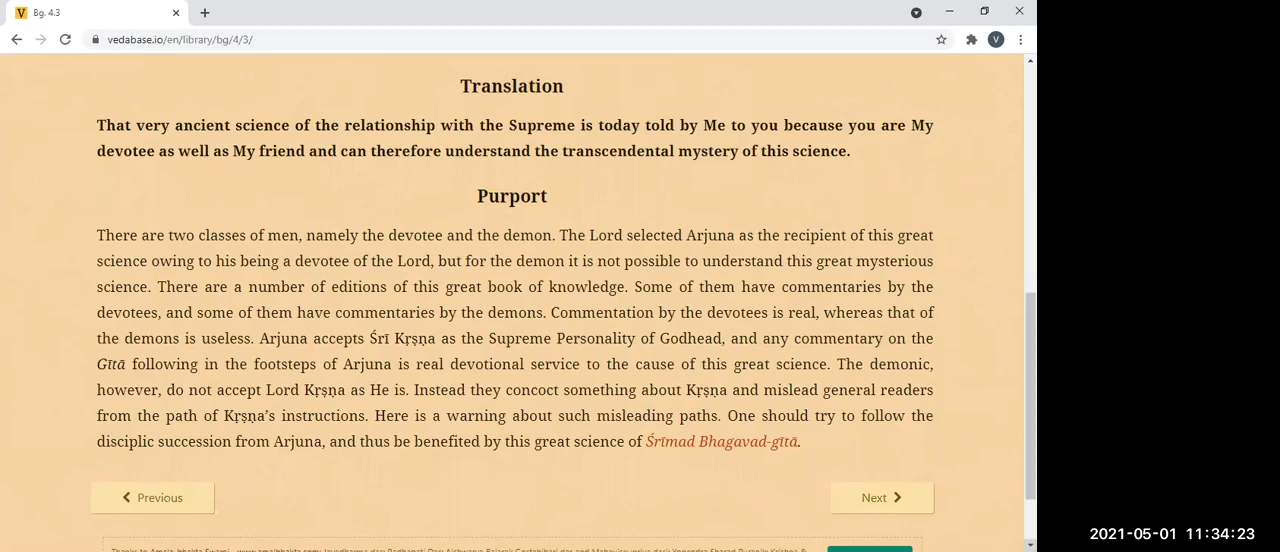 V Bg. 4.3
vedabase.io/en/library/bg/4/3/
V
Translation
That very ancient science of the relationship with the Supreme is today told by Me to you because you are My
devotee as well as My friend and can therefore understand the transcendental mystery of this science.
Purport
There are two classes of men, namely the devotee and the demon. The Lord selected Arjuna as the recipient of this great
science owing to his being a devotee of the Lord, but for the demon it is not possible to understand this great mysterious
science. There are a number of editions of this great book of knowledge. Some of them have commentaries by the
devotees, and some of them have commentaries by the demons. Commentation by the devotees is real, whereas that of
the demons is useless. Arjuna accepts Śrī Kṛṣṇa as the Supreme Personality of Godhead, and any commentary on the
Gītā following in the footsteps of Arjuna is real devotional service to the cause of this great science. The demonic,
however, do not accept Lord Kṛṣṇa as He is. Instead they concoct something about Kṛṣṇa and mislead general readers
from the path of Kṛṣṇa’s instructions. Here is a warning about such misleading paths. One should try to follow the
disciplic succession from Arjuna, and thus be benefited by this great science of Śrīmad Bhagavad-gītā.
Previous
Next
2021-05-01 11:34:23